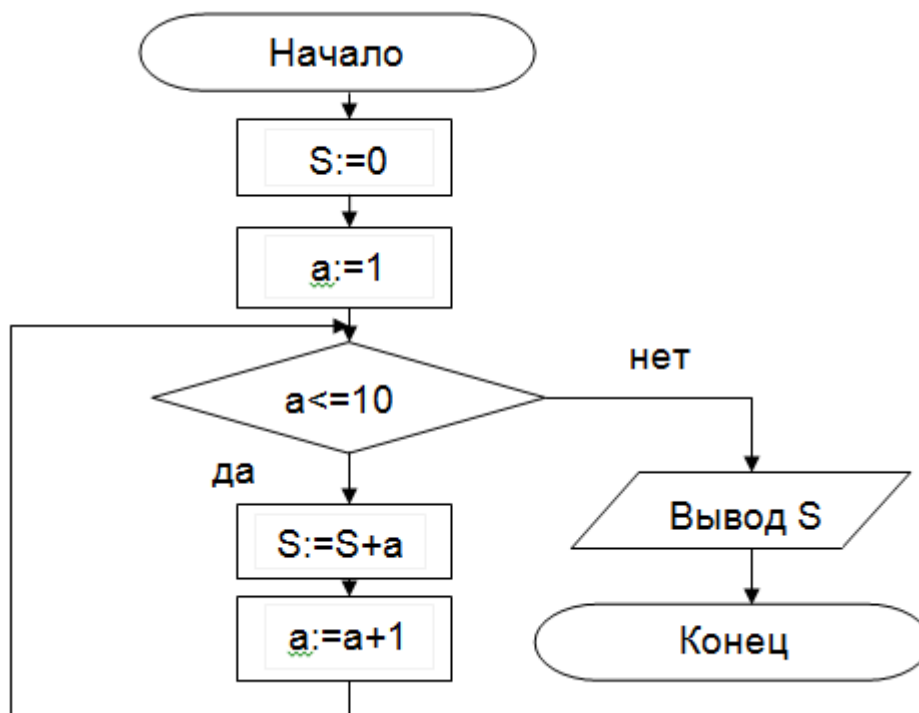 Начало
S:=0
a:=1
a<=10
нет
да
S:=S+a
a:=a+1
Вывод S
Конец